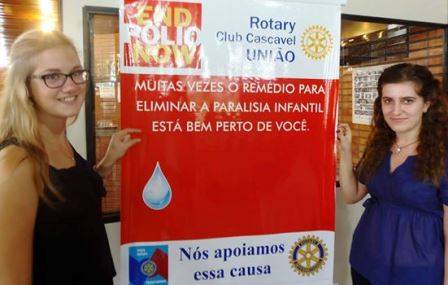 END
POLIO
NOW
Rotary
Club Cascavel
UNIÃO
MUITAS VEZES O REMÉDIO PARA
ELIMINAR A PARALISIA INFANTIL
ESTÁ BEM PERTO DE VOCÊ.
Nós apoiamos
essa causa